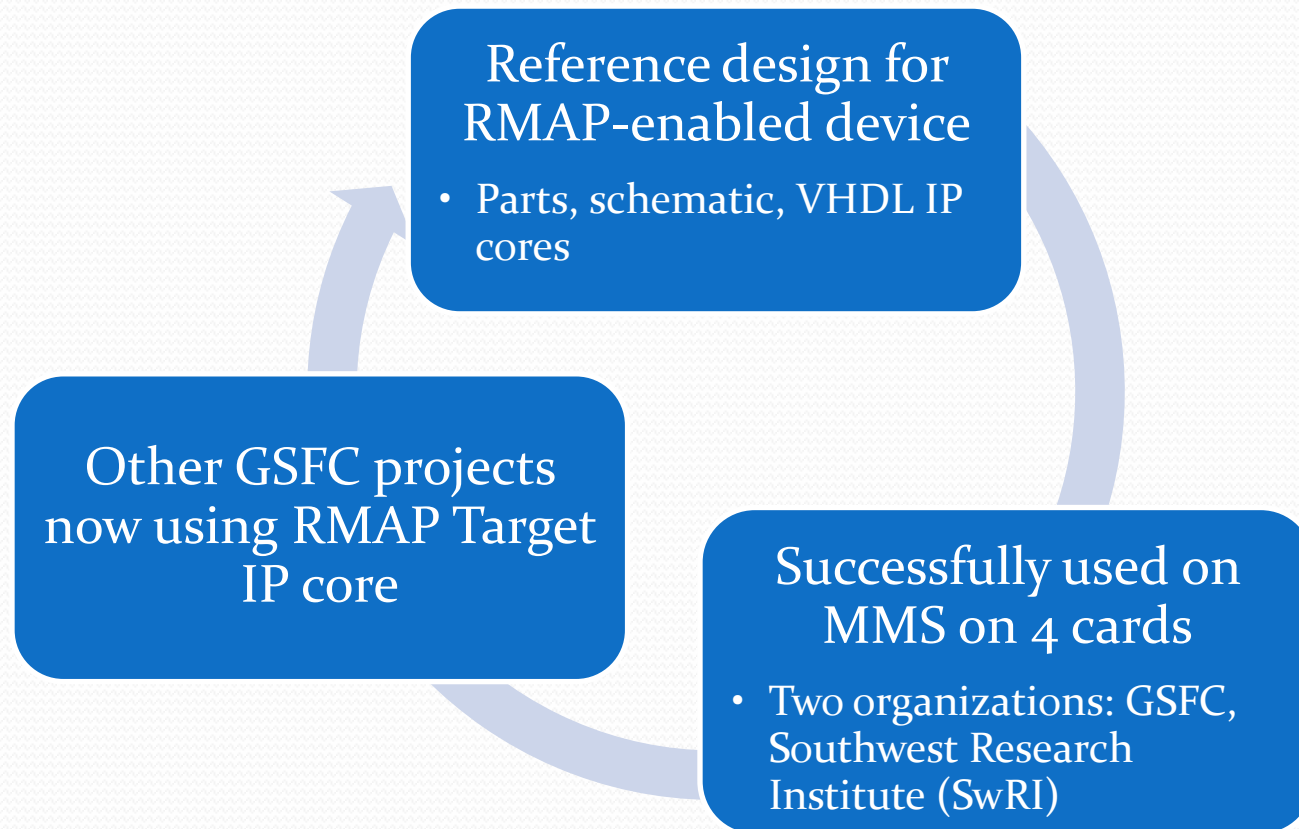 Reference design for
RMAP-enabled device
• Parts, schematic, VHDL IP
cores
Successfully used on
MMS on 4 cards
• Two organizations: GSFC,
Southwest Research
Institute (SwRI)
Other GSFC projects
now using RMAP Target
IP core